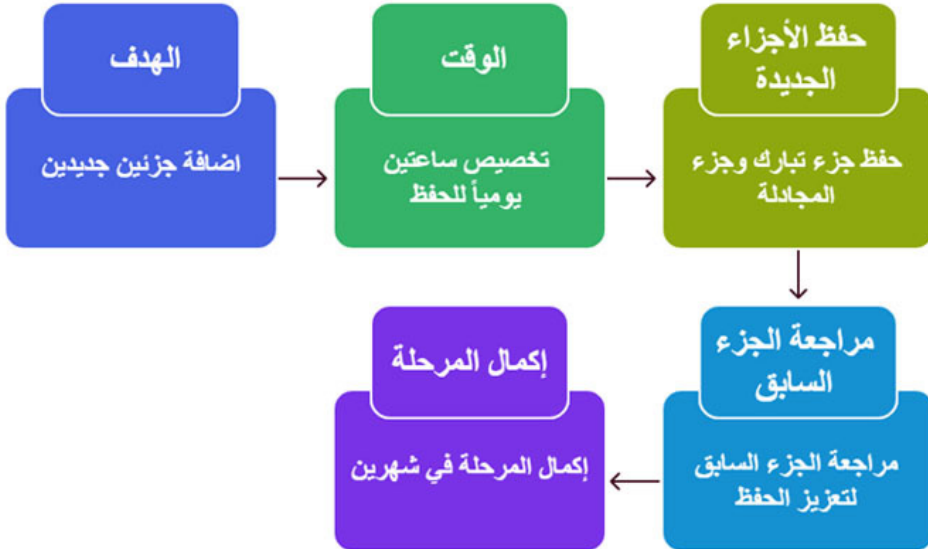 الهدف
اضافة جزئين جديدين
الوقت
تخصيص ساعتين
يومياً للحفظ
حفظ الأجزاء
الجديدة
حفظ جزء تبارك وجزء
المجادلة
مراجعة الجزء
السابق
مراجعة الجزء السابق
لتعزيز الحفظ
إكمال المرحلة
إكمال المرحلة في شهرين